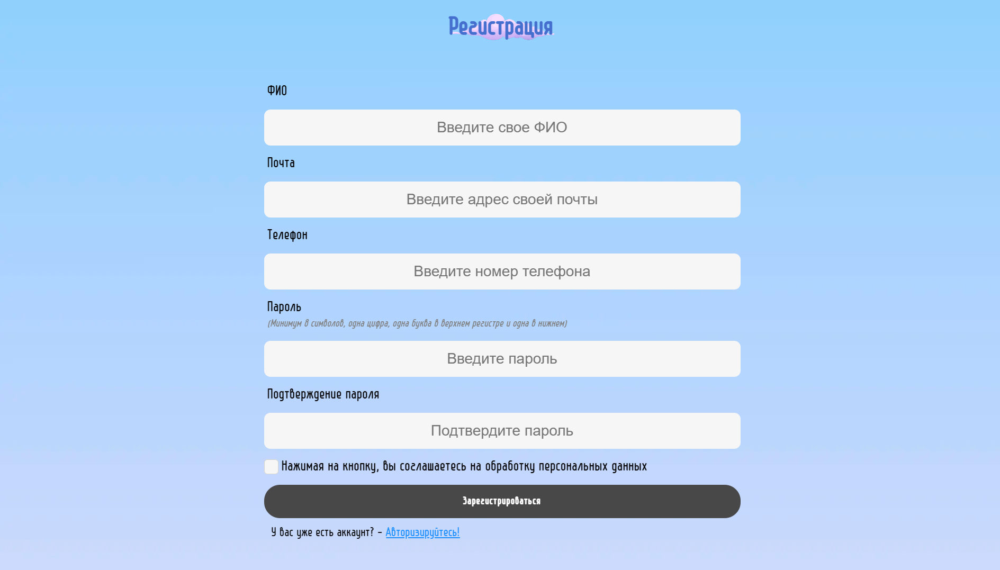 Регистрация
ФИО
Введите свое ФИО
Почта
Введите адрес своей почты
Телефон
Введите номер телефона
Пароль
(Минимум 8 символов, одна цифра, одна буква в верхнем регистре и одна в нижнем)
Введите пароль
Подтверждение пароля
Подтвердите пароль
Нажимая на кнопку, вы соглашаетесь на обработку персональных данных
Зарегистрироваться
У вас уже есть аккаунт? - Авторизируйтесь!